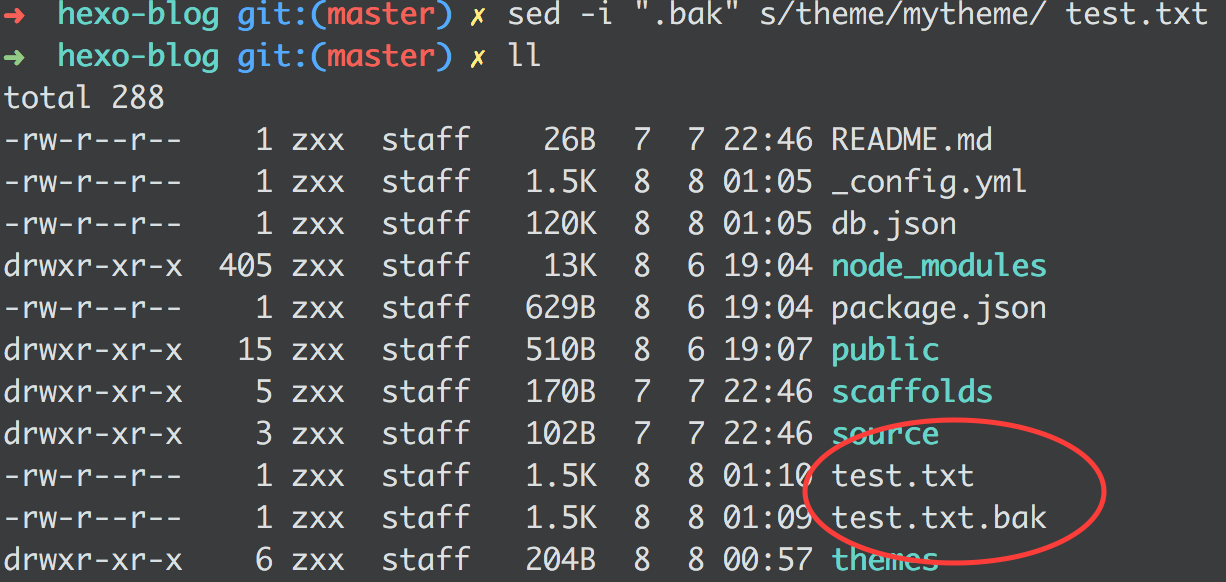 ➜  hexo-blog git:(master) ✗ sed -i ".bak" s/theme/mytheme/ test.txt
➜  hexo-blog git:(master) ✗ ll
total 288
-rw-r--r--    1 zxx  staff    26B  7  7 22:46 README.md
-rw-r--r--    1 zxx  staff   1.5K  8  8 01:05 _config.yml
-rw-r--r--    1 zxx  staff   120K  8  8 01:05 db.json
drwxr-xr-x  405 zxx  staff    13K  8  6 19:04 node_modules
-rw-r--r--    1 zxx  staff   629B  8  6 19:04 package.json
drwxr-xr-x   15 zxx  staff   510B  8  6 19:07 public
drwxr-xr-x    5 zxx  staff   170B  7  7 22:46 scaffolds
drwxr-xr-x    3 zxx  staff   102B  7  7 22:46 source
-rw-r--r--    1 zxx  staff   1.5K  8  8 01:10 test.txt
-rw-r--r--    1 zxx  staff   1.5K  8  8 01:09 test.txt.bak
drwxr-xr-x    6 zxx  staff   204B  8  8 00:57 themes